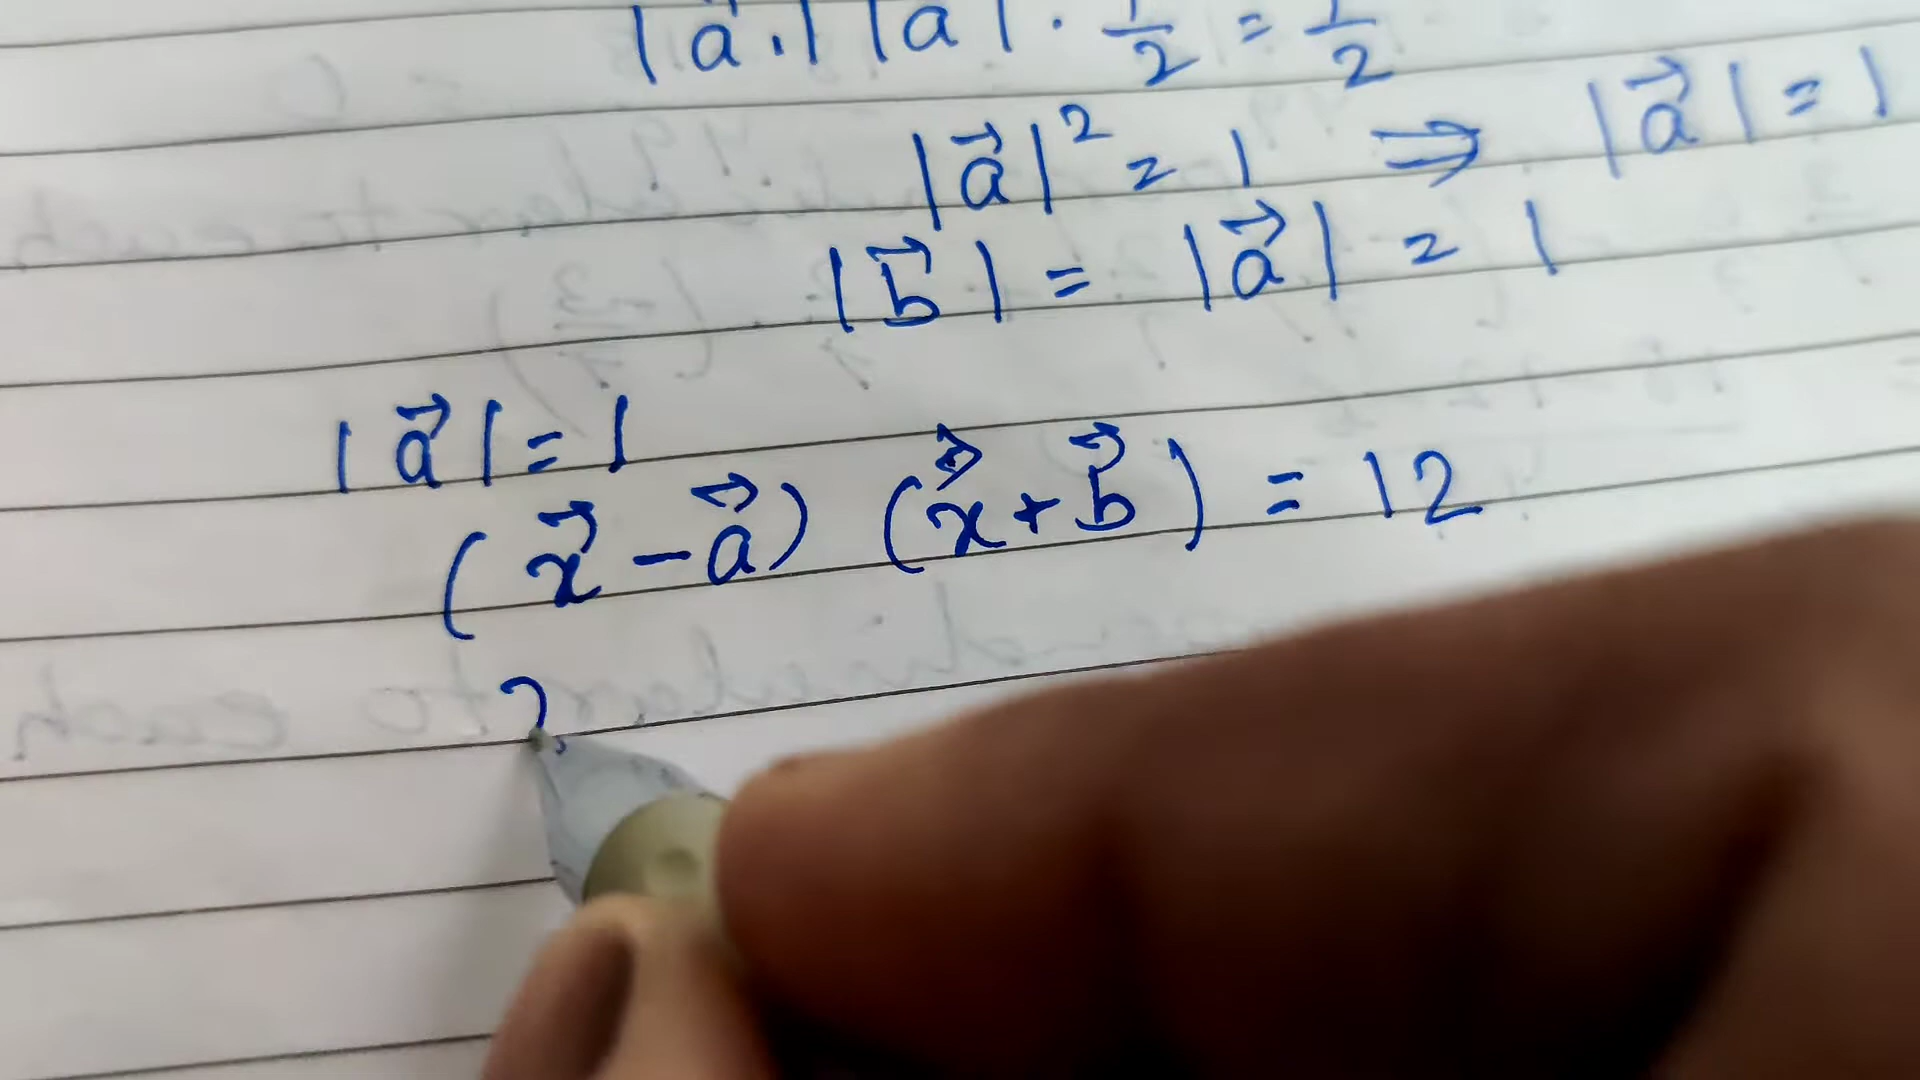 |a⃗.| |a⃗| . 1/2 = 1/2
|a⃗|² = 1 ⇒ |a⃗| = 1
|b⃗| = |a⃗| = 1
|a⃗| = 1
(x⃗ - a⃗) (x⃗ + b⃗) = 12